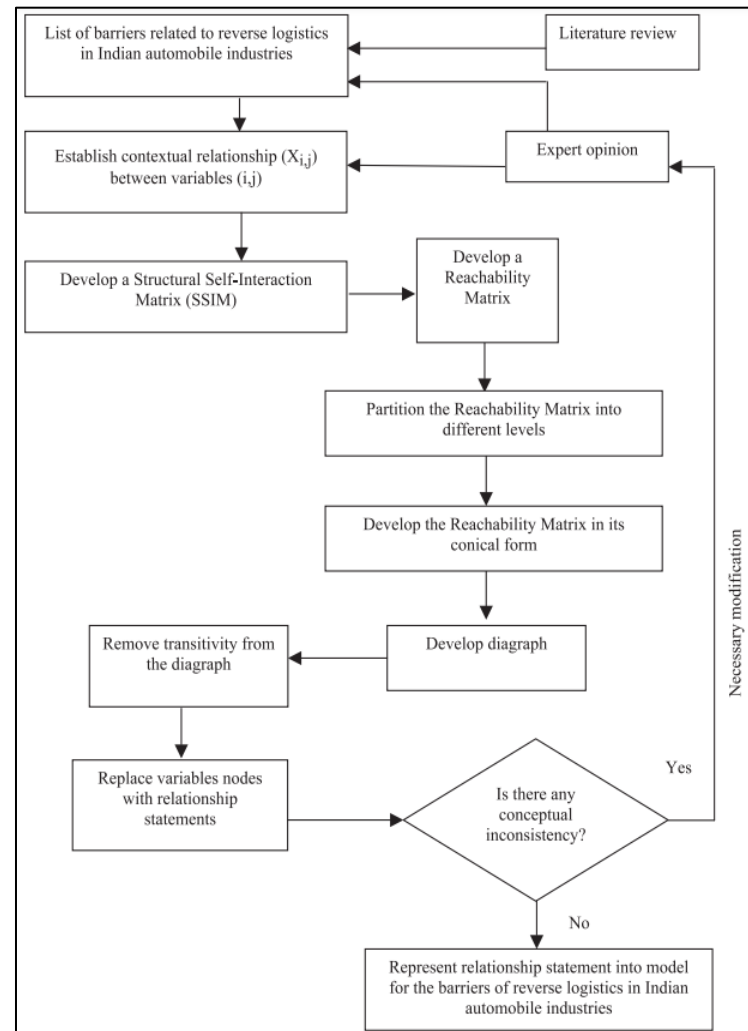 List of barriers related to reverse logistics
in Indian automobile industries
Literature review
Establish contextual relationship (Xi,j)
between variables (i,j)
Expert opinion
Develop a Structural Self-Interaction
Matrix (SSIM)
Develop a
Reachability
Matrix
Partition the Reachability Matrix into
different levels
Develop the Reachability Matrix in its
conical form
Necessary modification
Remove transitivity from
the diagraph
Develop diagraph
Replace variables nodes
with relationship
statements
Is there any
conceptual
inconsistency?
Yes
No
Represent relationship statement into model
for the barriers of reverse logistics in Indian
automobile industries